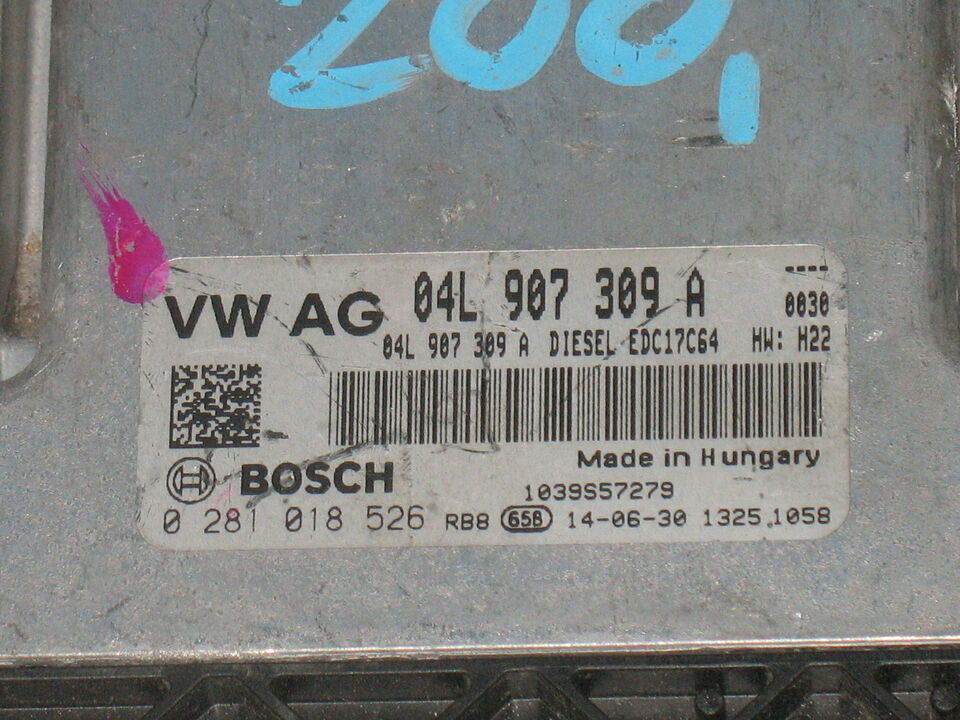 200,
VW AG 04L 907 309 A ----
0030
04L 907 309 A DIESEL EDC17C64 HW: H22
Made in Hungary
BOSCH
1039S57279
0 281 018 526 RB8 658 14-06-30 1325 1058